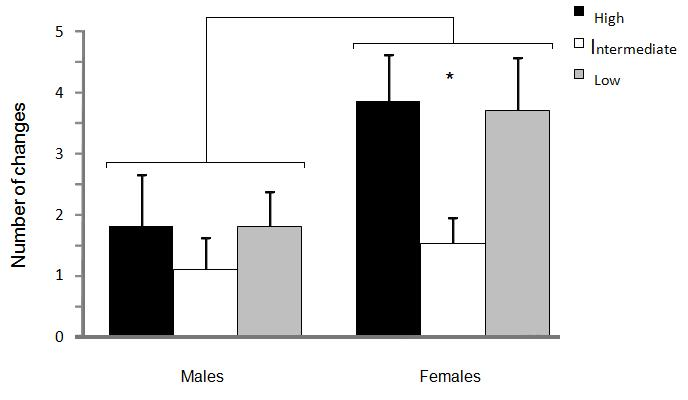 High
Intermediate
Low
5
4
3
2
1
0
Number of changes
*
Males Females